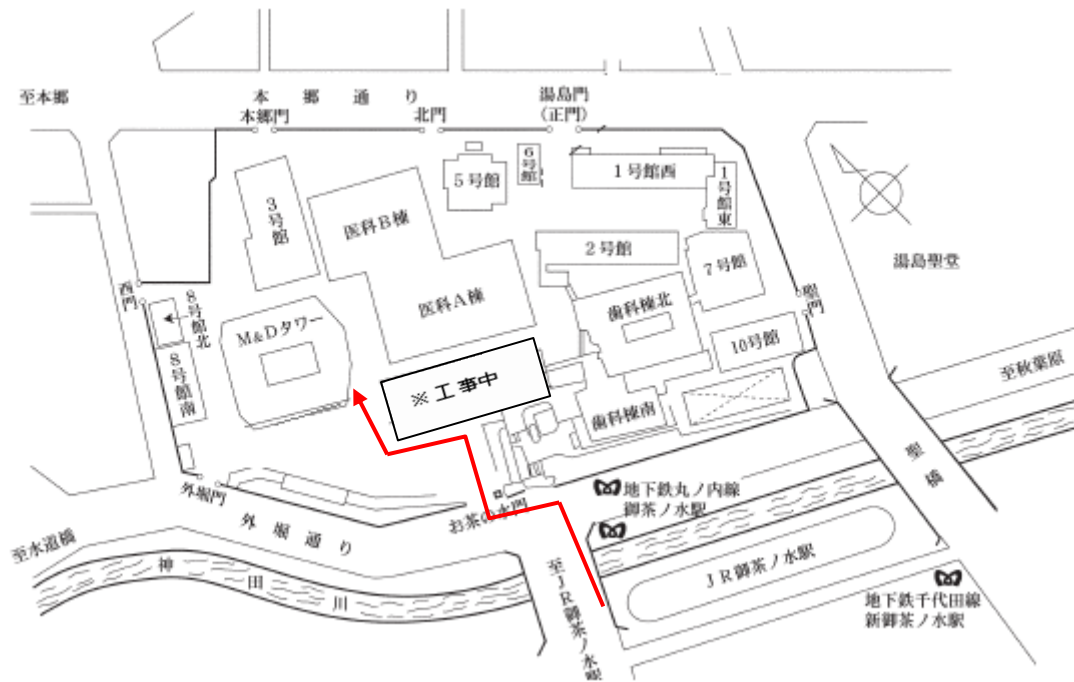 至本郷
本郷通り
本郷門
北門
湯島門
（正門）
6号館
5号館
1号館西
1号館東
3号館
医科B棟
2号館
7号館
湯島聖堂
西門
8号館北
M&Dタワー
医科A棟
歯科棟北
聖門
10号館
8号館南
※工事中
歯科棟南
至秋葉原
外堀門
お茶の水門
地下鉄丸ノ内線
御茶ノ水駅
聖橋
外堀通り
至水道橋
神田川
至JR御茶ノ水駅
JR御茶ノ水駅
地下鉄千代田線
新御茶ノ水駅